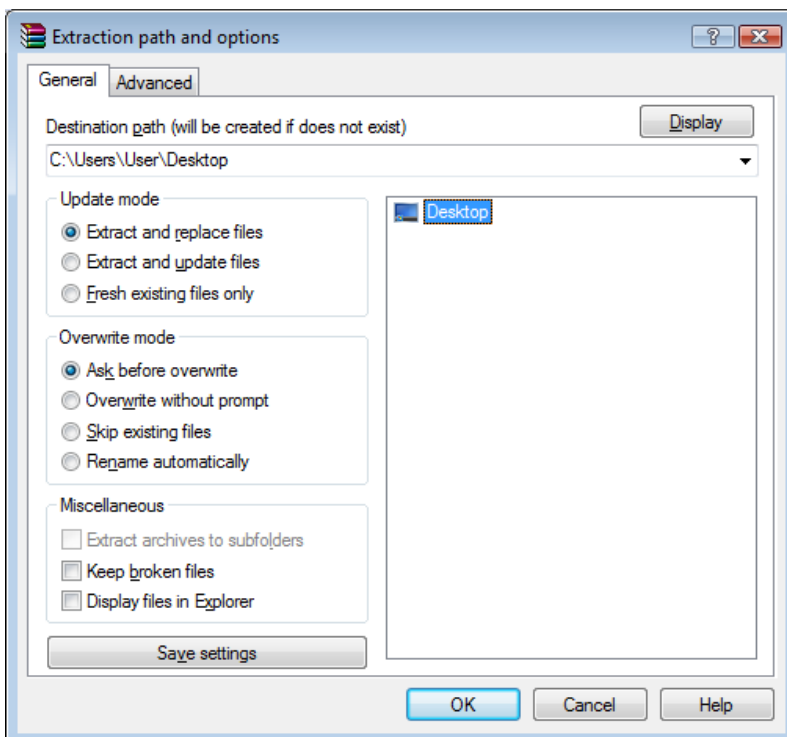 Extraction path and options
General
Advanced
Destination path (will be created if does not exist)
Display
C:\Users\User\Desktop
Update mode
Extract and replace files
Extract and update files
Fresh existing files only
Overwrite mode
Ask before overwrite
Overwrite without prompt
Skip existing files
Rename automatically
Miscellaneous
Extract archives to subfolders
Keep broken files
Display files in Explorer
Save settings
Desktop
OK
Cancel
Help